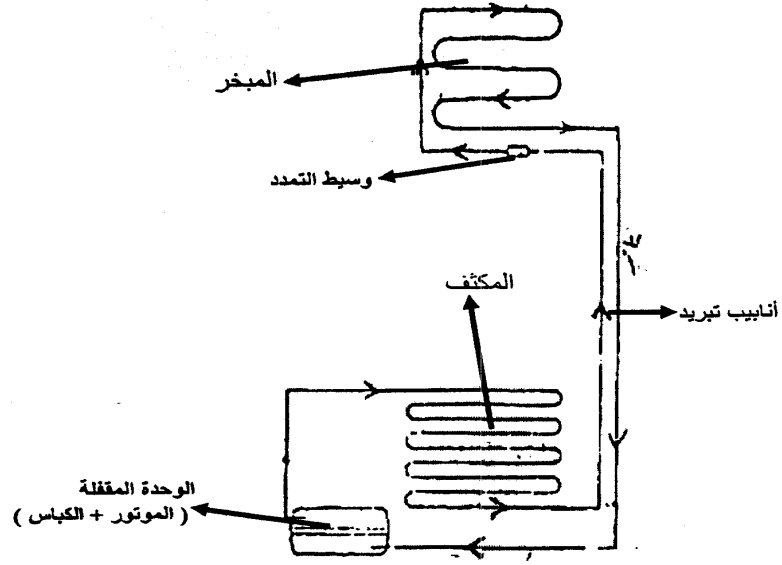 المبخر
وسيط التمدد
المكثف
أنابيب تبريد
الوحدة المقفلة
( الموتور + الكباس )